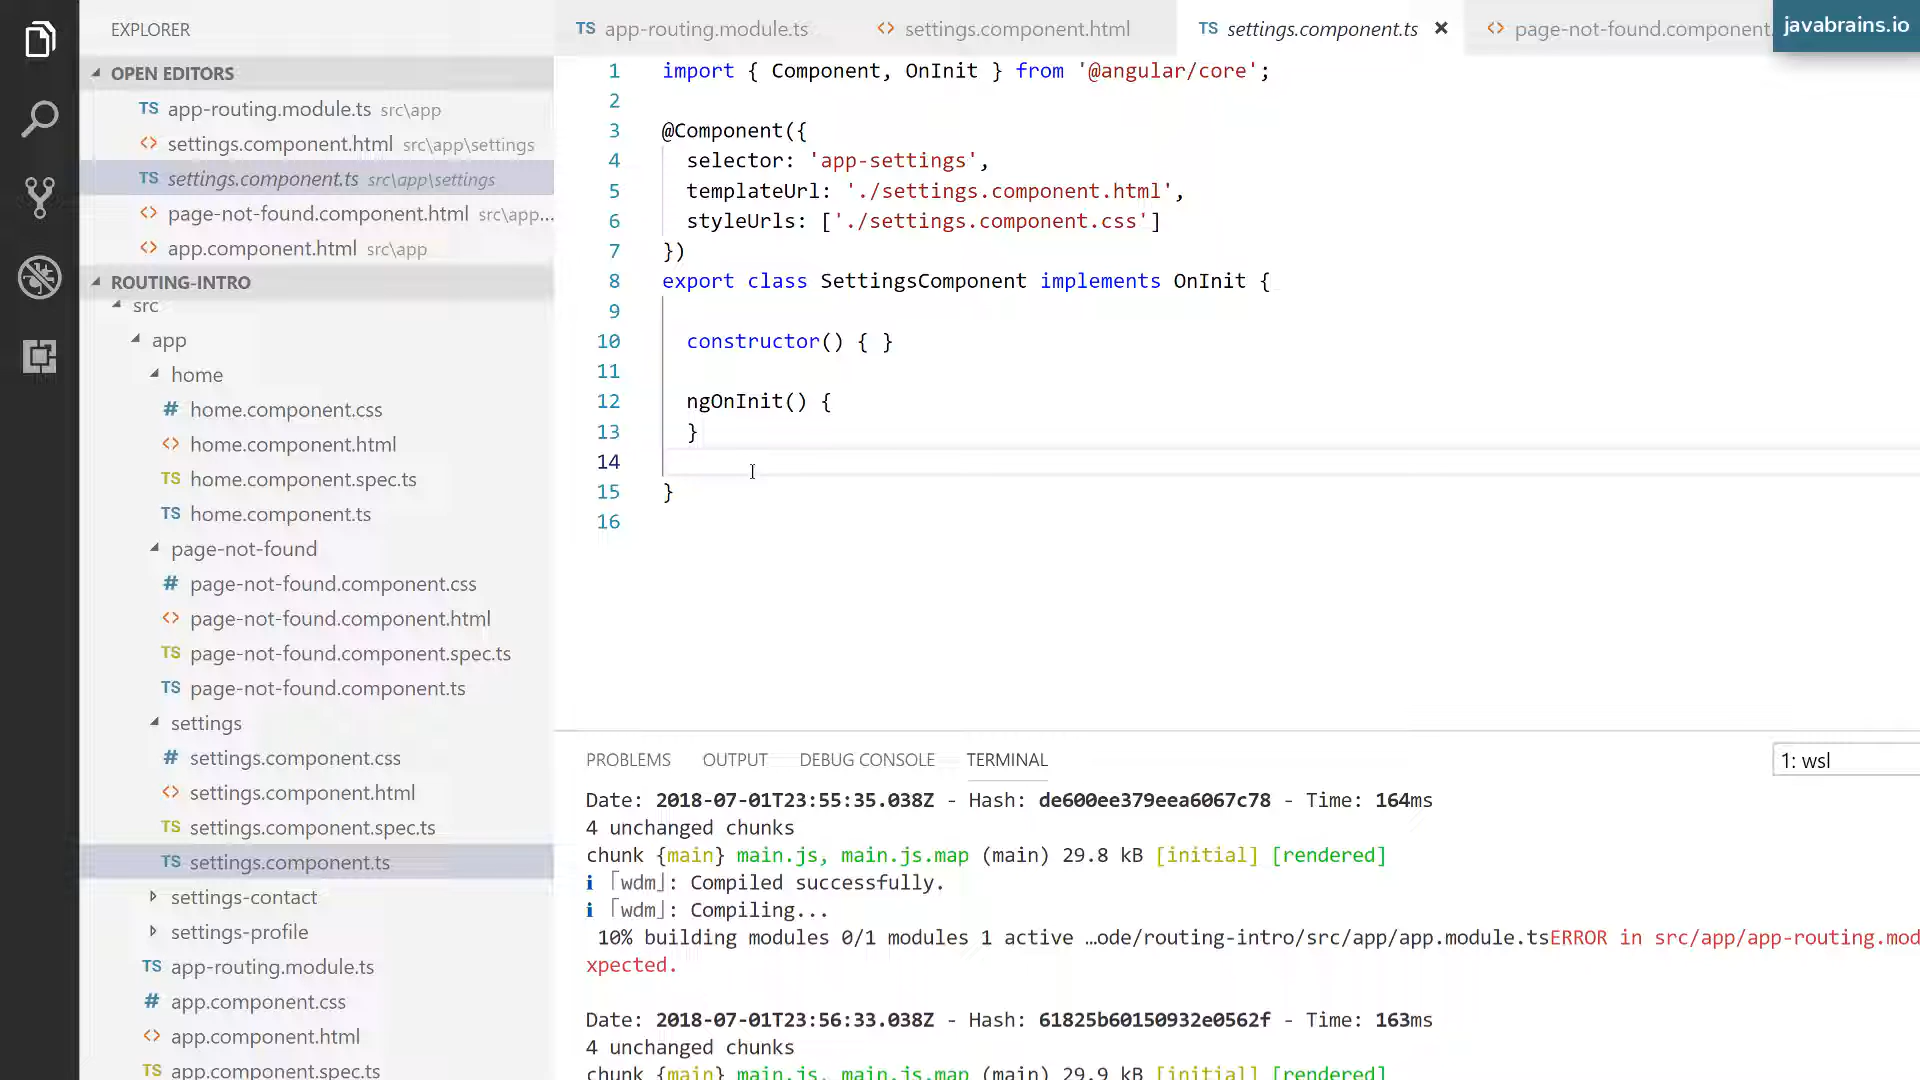 EXPLORER
OPEN EDITORS
TS app-routing.module.ts src\app
<> settings.component.html src\app\settings
TS settings.component.ts src\app\settings
<> page-not-found.component.html src\app...
<> app.component.html src\app
ROUTING-INTRO
src
app
home
# home.component.css
<> home.component.html
TS home.component.spec.ts
TS home.component.ts
page-not-found
# page-not-found.component.css
<> page-not-found.component.html
TS page-not-found.component.spec.ts
TS page-not-found.component.ts
settings
# settings.component.css
<> settings.component.html
TS settings.component.spec.ts
TS settings.component.ts
settings-contact
settings-profile
TS app-routing.module.ts
# app.component.css
<> app.component.html
TS app.component.spec.ts
TS app-routing.module.ts <> settings.component.html TS settings.component.ts × <> page-not-found.component.
javabrains.io
1 import { Component, OnInit } from '@angular/core';
2
3 @Component({
4 selector: 'app-settings',
5 templateUrl: './settings.component.html',
6 styleUrls: ['./settings.component.css']
7 })
8 export class SettingsComponent implements OnInit {
9
10 constructor() { }
11
12 ngOnInit() {
13 }
14
15 }
16
PROBLEMS OUTPUT DEBUG CONSOLE TERMINAL 1: wsl
Date: 2018-07-01T23:55:35.038Z - Hash: de600ee379eea6067c78 - Time: 164ms
4 unchanged chunks
chunk {main} main.js, main.js.map (main) 29.8 kB [initial] [rendered]
ℹ ｢wdm｣: Compiled successfully.
ℹ ｢wdm｣: Compiling...
10% building modules 0/1 modules 1 active …ode/routing-intro/src/app/app.module.tsERROR in src/app/app-routing.mod
xpected.
Date: 2018-07-01T23:56:33.038Z - Hash: 61825b60150932e0562f - Time: 163ms
4 unchanged chunks
chunk {main} main.js, main.js.map (main) 29.9 kB [initial] [rendered]